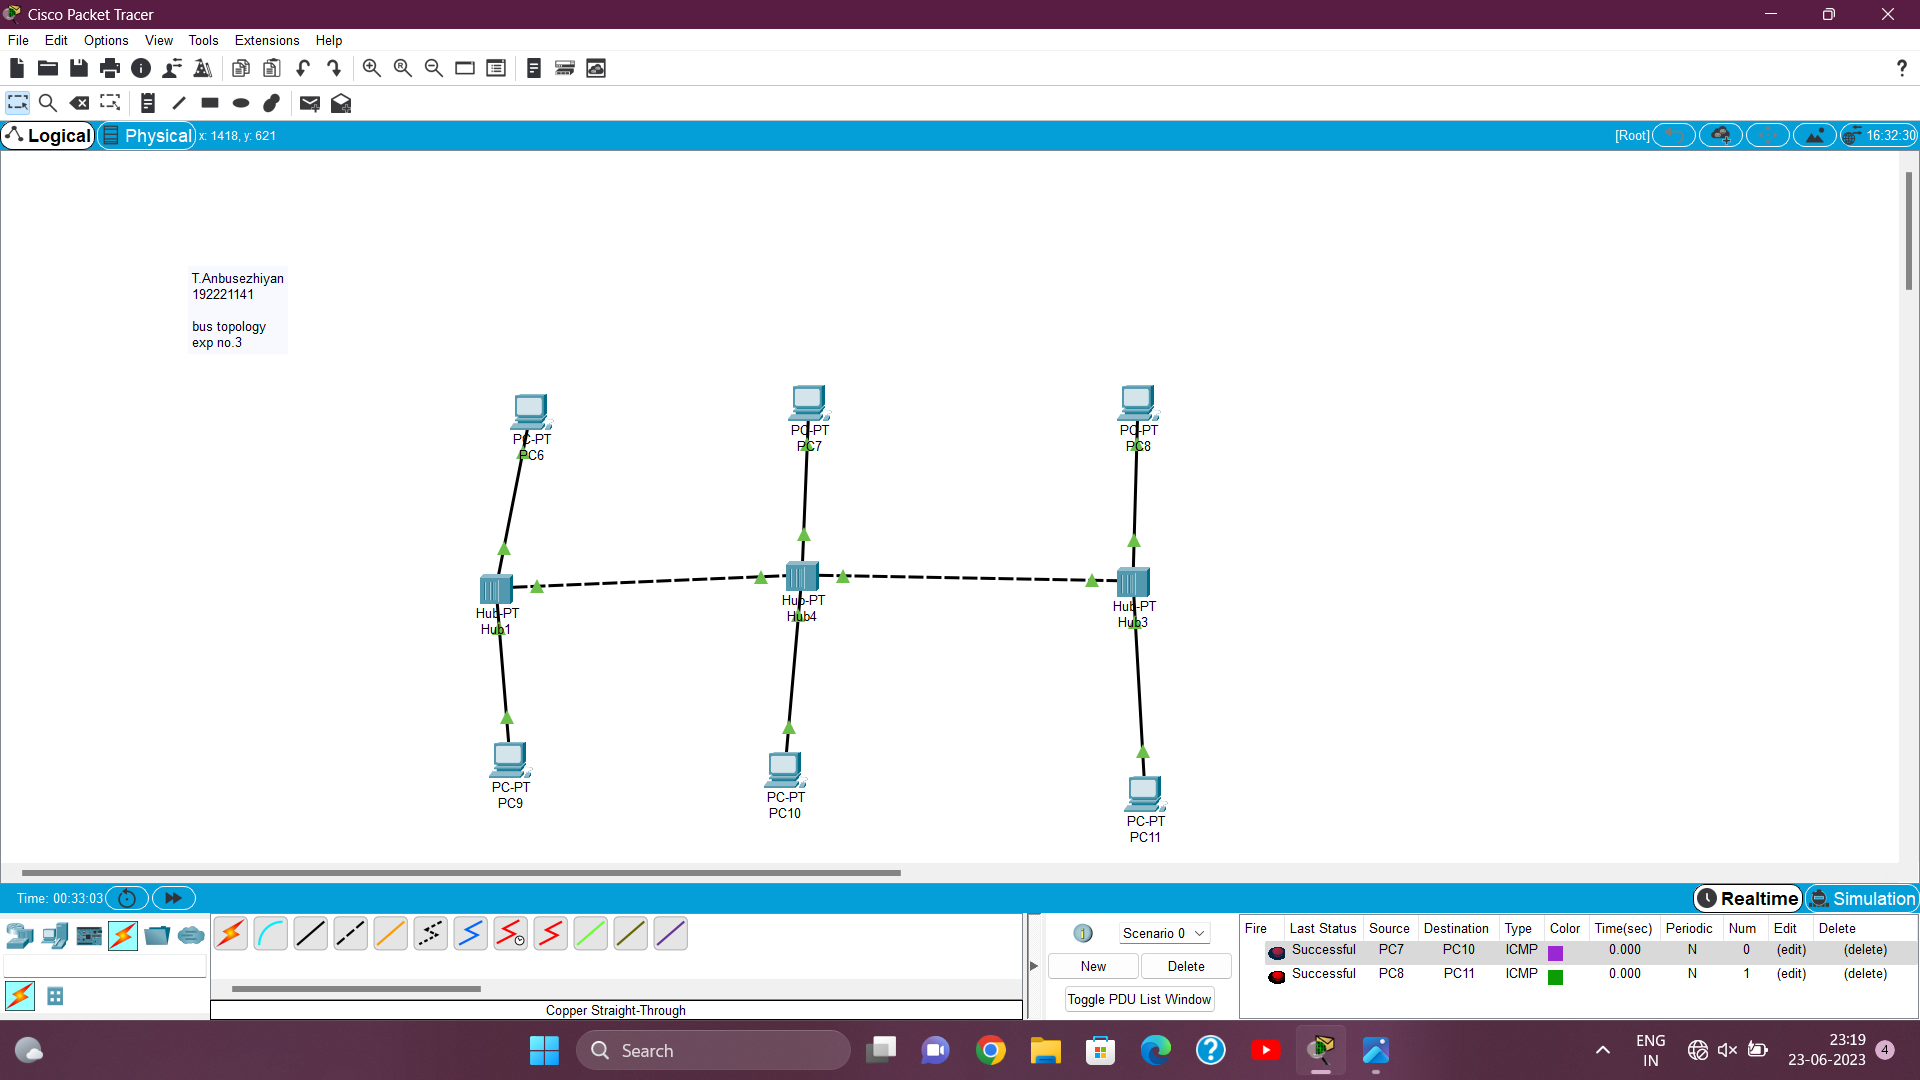 Cisco Packet Tracer
File Edit Options View Tools Extensions Help
?
Logical Physical x: 1418, y: 621 [Root] 16:32:30
T.Anbusezhiyan
192221141
bus topology
exp no.3
PC-PT
PC6
PC-PT
PC7
PC-PT
PC8
Hub-PT
Hub1
Hub-PT
Hub4
Hub-PT
Hub3
PC-PT
PC9
PC-PT
PC10
PC-PT
PC11
Time: 00:33:03 Realtime Simulation
Scenario 0
New Delete
Toggle PDU List Window
Fire Last Status Source Destination Type Color Time(sec) Periodic Num Edit Delete
Successful PC7 PC10 ICMP 0.000 N 0 (edit) (delete)
Successful PC8 PC11 ICMP 0.000 N 1 (edit) (delete)
Copper Straight-Through
Search
ENG
IN
23:19
23-06-2023
4